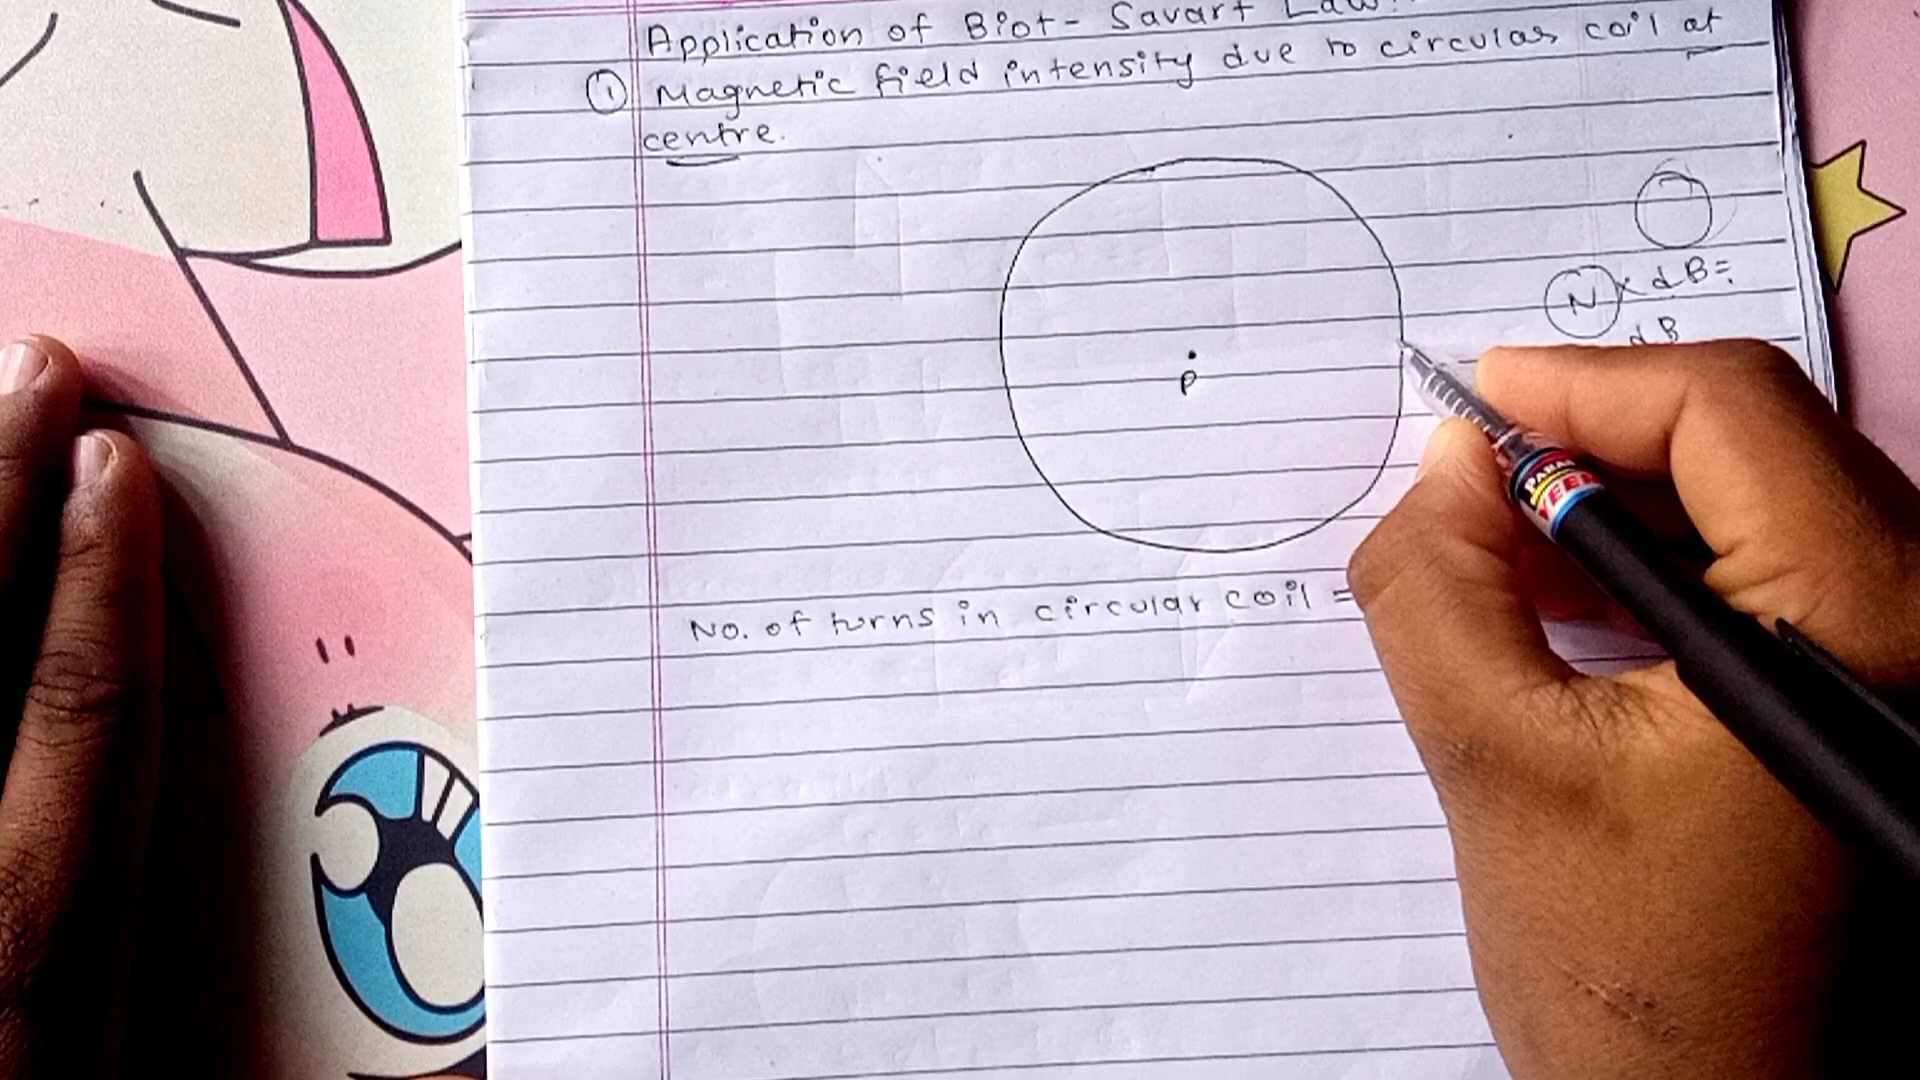 Application of Biot - Savart Law:
① Magnetic field intensity due to circular coil at
centre.
N × dB =
dB
P
No. of turns in circular coil =